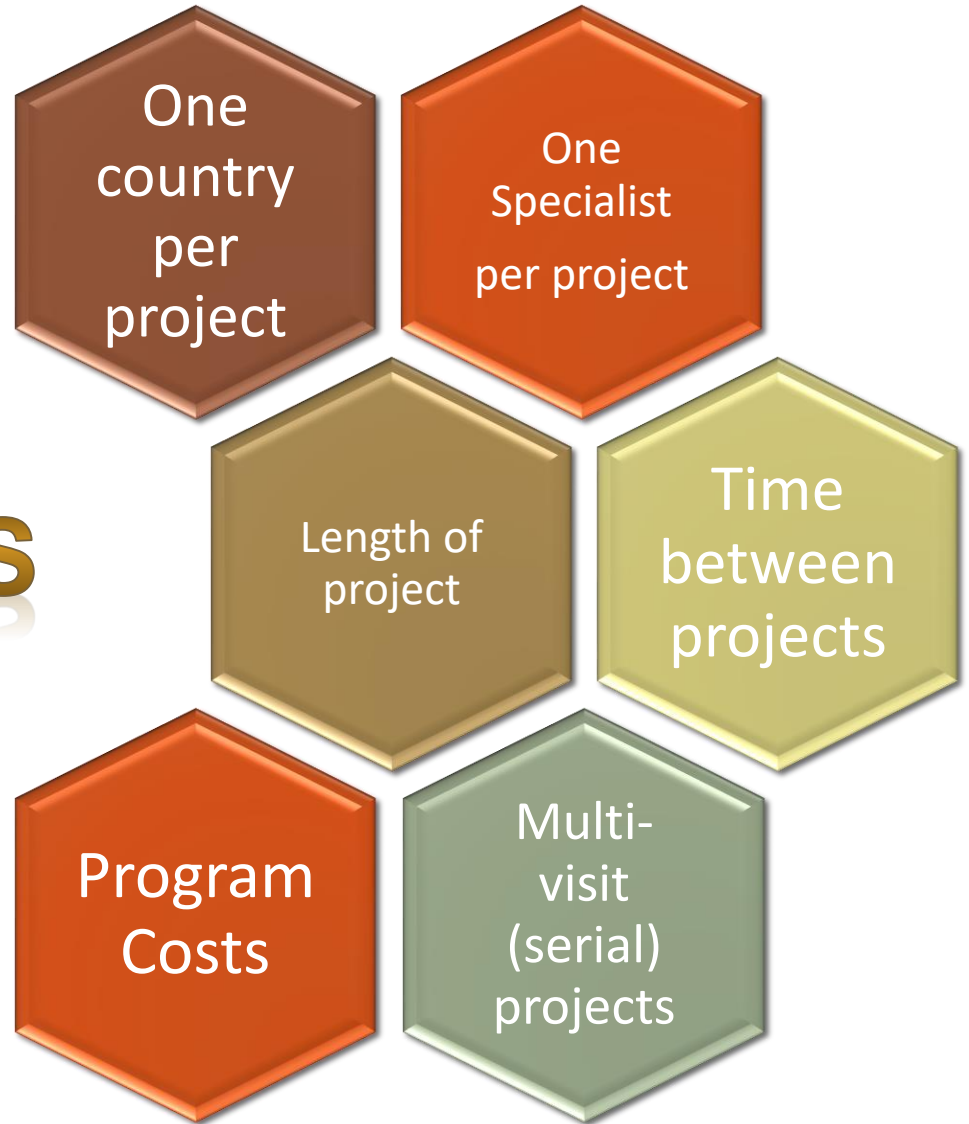 One
country
per
project
One
Specialist
per project
s
Length of
project
Time
between
projects
Program
Costs
Multi-
visit
(serial)
projects